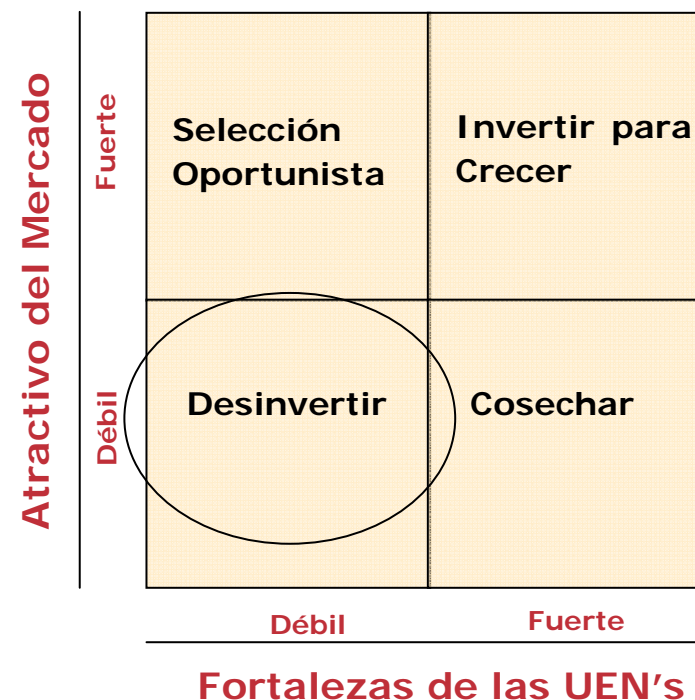 Atractivo del Mercado
Fuerte
Débil
Selección
Oportunista
Invertir para
Crecer
Desinvertir
Cosechar
Débil
Fuerte
Fortalezas de las UEN's